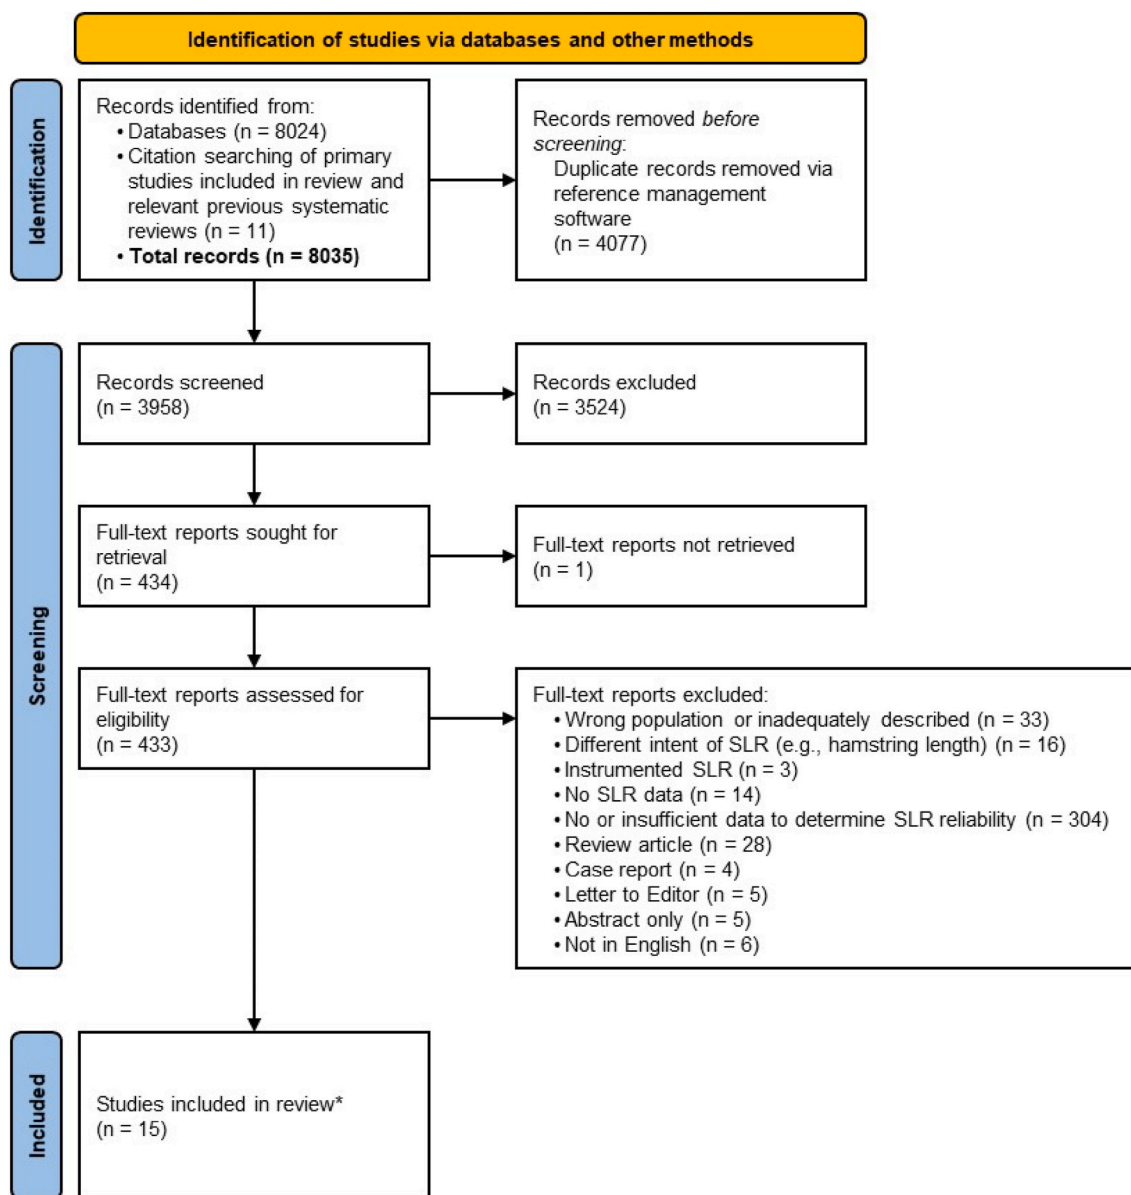 Identification of studies via databases and other methods
Identification
Records identified from:
• Databases (n = 8024)
• Citation searching of primary
studies included in review and
relevant previous systematic
reviews (n = 11)
• Total records (n = 8035)
Records removed before
screening:
Duplicate records removed via
reference management
software
(n = 4077)
Screening
Records screened
(n = 3958)
Records excluded
(n = 3524)
Full-text reports sought for
retrieval
(n = 434)
Full-text reports not retrieved
(n = 1)
Full-text reports assessed for
eligibility
(n = 433)
Full-text reports excluded:
• Wrong population or inadequately described (n = 33)
• Different intent of SLR (e.g., hamstring length) (n = 16)
• Instrumented SLR (n = 3)
• No SLR data (n = 14)
• No or insufficient data to determine SLR reliability (n = 304)
• Review article (n = 28)
• Case report (n = 4)
• Letter to Editor (n = 5)
• Abstract only (n = 5)
• Not in English (n = 6)
Included
Studies included in review*
(n = 15)